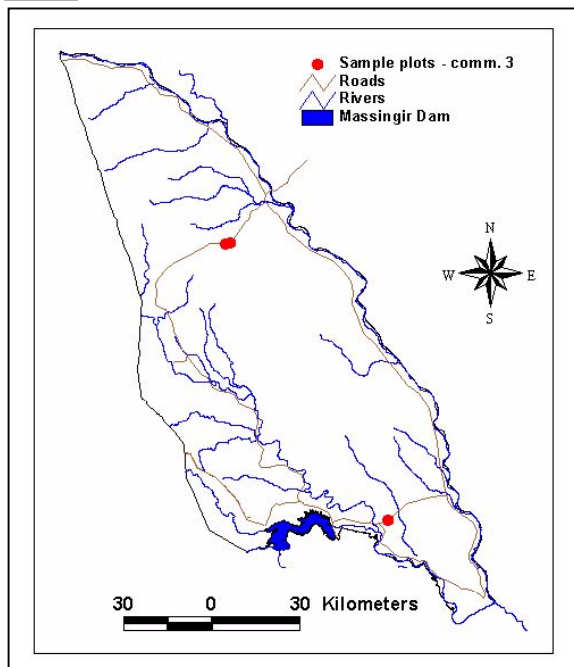 Sample plots - comm. 3
Roads
Rivers
Massingir Dam
N
W E
S
30 0 30 Kilometers